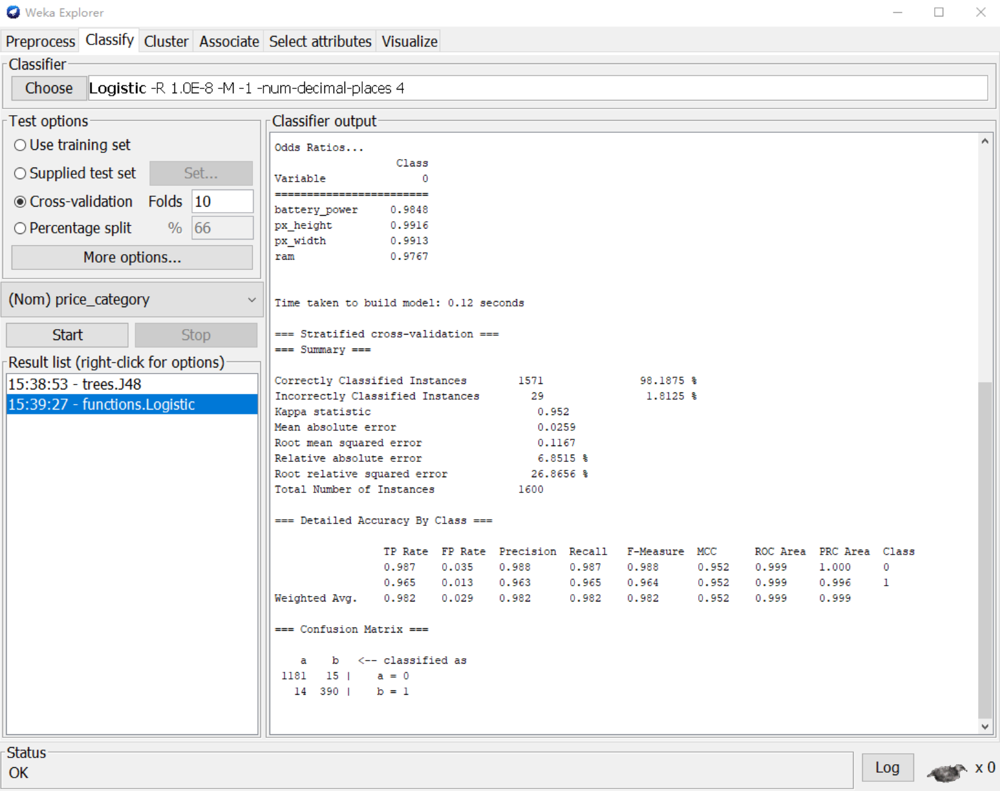 Weka Explorer
Preprocess Classify Cluster Associate Select attributes Visualize
Classifier
Choose Logistic -R 1.0E-8 -M -1 -num-decimal-places 4
Test options
Use training set
Supplied test set Set...
Cross-validation Folds 10
Percentage split % 66
More options...
(Nom) price_category
Start Stop
Result list (right-click for options)
15:38:53 - trees.J48
15:39:27 - functions.Logistic
Classifier output
Odds Ratios...
Class
Variable 0
========================
battery_power 0.9848
px_height 0.9916
px_width 0.9913
ram 0.9767
Time taken to build model: 0.12 seconds
=== Stratified cross-validation ===
=== Summary ===
Correctly Classified Instances 1571 98.1875 %
Incorrectly Classified Instances 29 1.8125 %
Kappa statistic 0.952
Mean absolute error 0.0259
Root mean squared error 0.1167
Relative absolute error 6.8515 %
Root relative squared error 26.8656 %
Total Number of Instances 1600
=== Detailed Accuracy By Class ===
TP Rate FP Rate Precision Recall F-Measure MCC ROC Area PRC Area Class
0.987 0.035 0.988 0.987 0.988 0.952 0.999 1.000 0
0.965 0.013 0.963 0.965 0.964 0.952 0.999 0.996 1
Weighted Avg. 0.982 0.029 0.982 0.982 0.982 0.952 0.999 0.999
=== Confusion Matrix ===
a b <-- classified as
1181 15 | a = 0
14 390 | b = 1
Status
OK
Log x 0